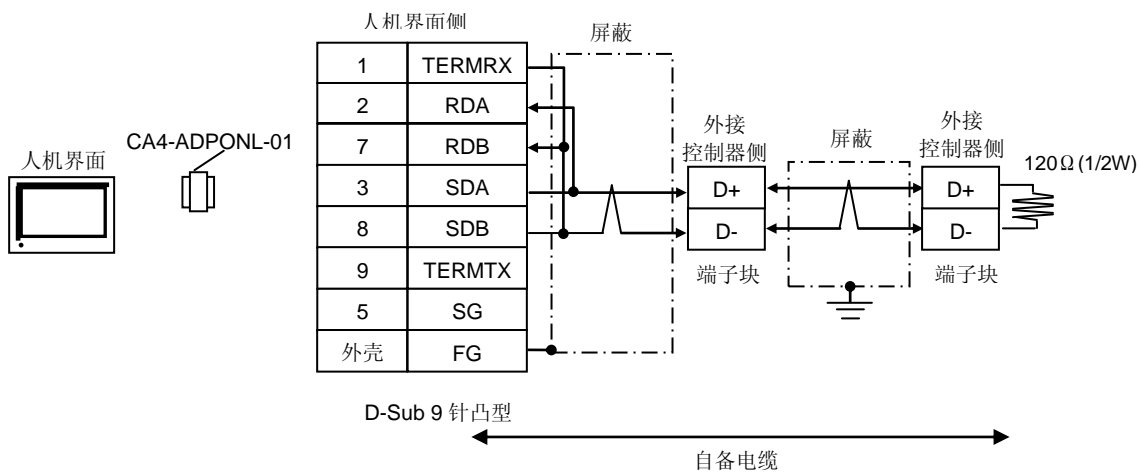 人机界面侧
屏蔽
1 TERMRX
2 RDA
7 RDB
3 SDA
8 SDB
9 TERMTX
5 SG
外壳 FG
人机界面
CA4-ADPONL-01
外接
控制器侧
D+
D-
端子块
屏蔽
外接
控制器侧
D+
D-
端子块
120Ω(1/2W)
D-Sub 9 针凸型
自备电缆